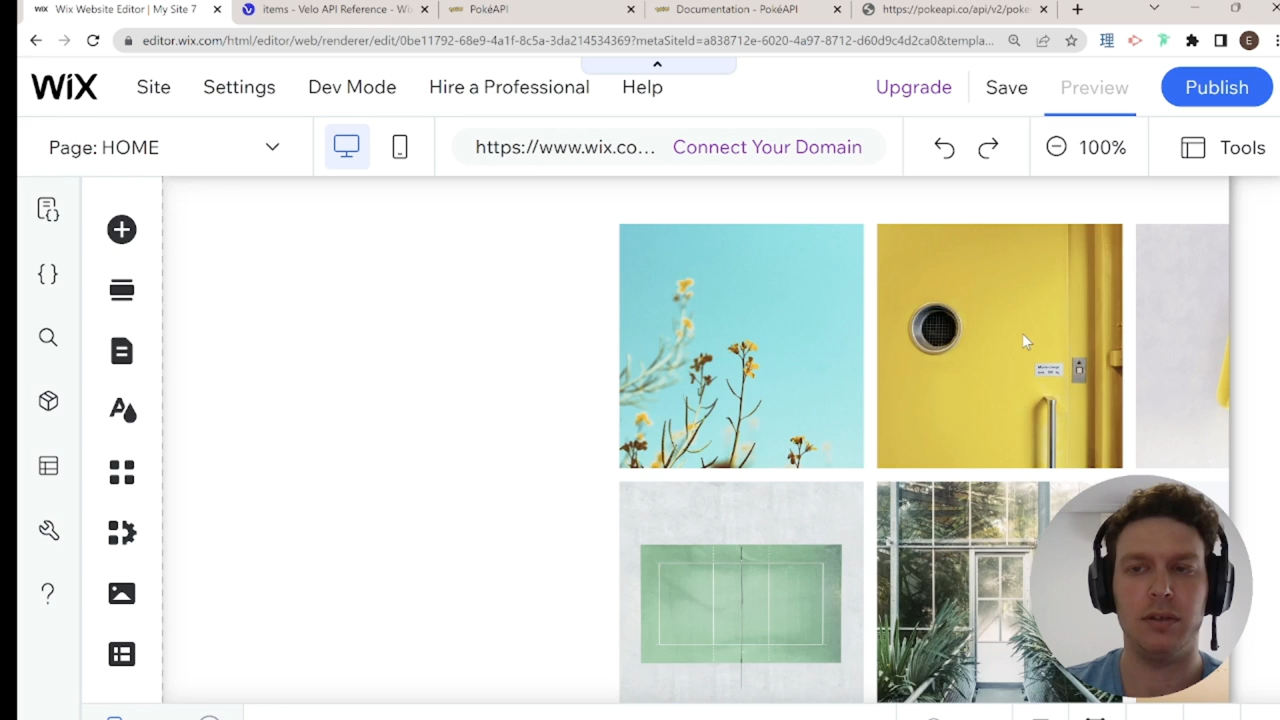 WiX Wix Website Editor | My Site 7
items - Velo API Reference - Wi
PokéAPI
Documentation - PokéAPI
https://pokeapi.co/api/v2/poke
editor.wix.com/html/editor/web/renderer/edit/0be11792-68e9-4a1f-8c5a-3da214534369?metaSiteId=a838712e-6020-4a97-8712-d60d9c4d2ca0&templa...
理
E
WiX Site Settings Dev Mode Hire a Professional Help Upgrade Save Preview Publish
Page: HOME https://www.wix.co... Connect Your Domain 100% Tools